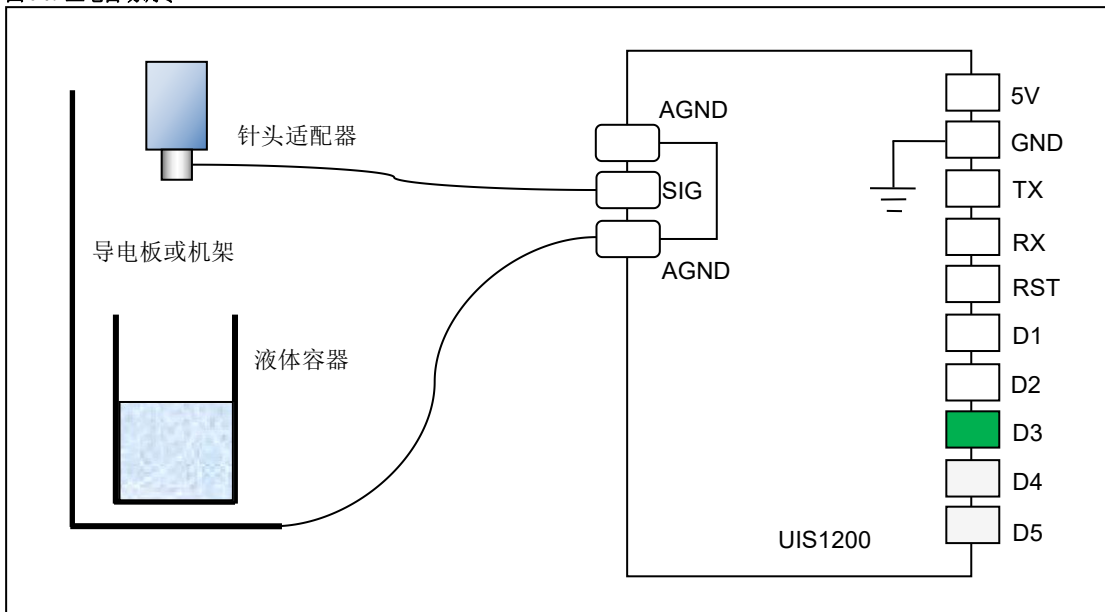 针头适配器
导电板或机架
液体容器
AGND
SIG
AGND
UIS1200
5V
GND
TX
RX
RST
D1
D2
D3
D4
D5